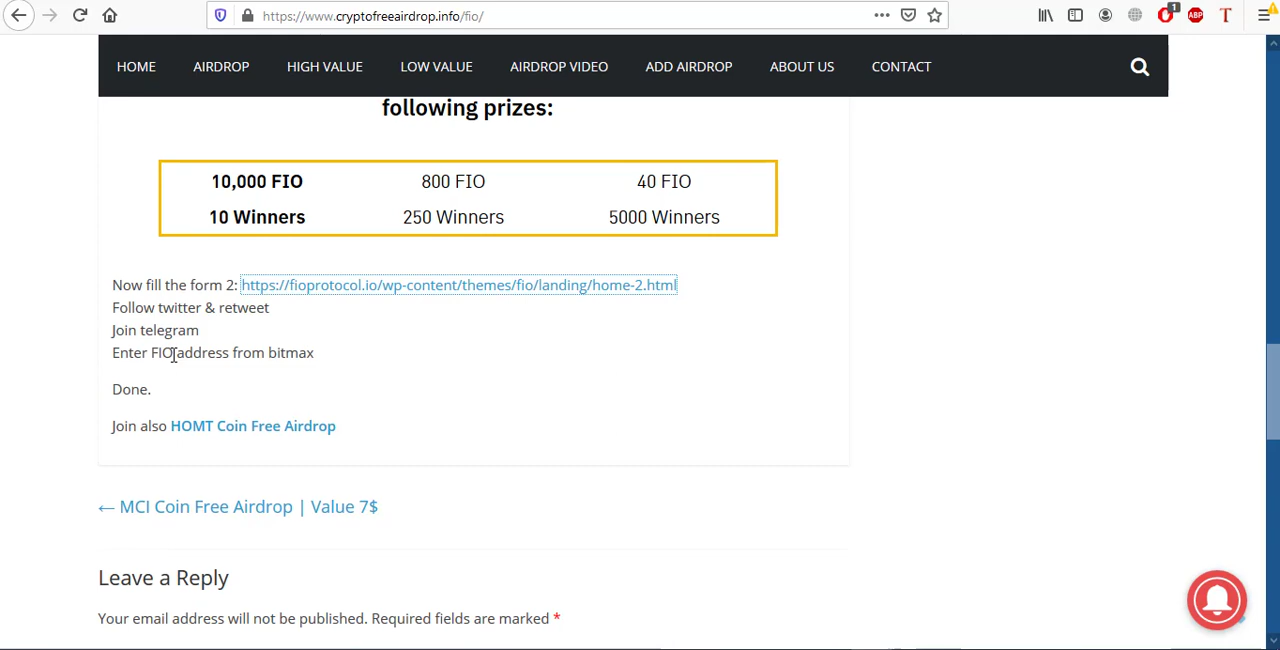 https://www.cryptofreeairdrop.info/fio/
1
ABP
T
HOME AIRDROP HIGH VALUE LOW VALUE AIRDROP VIDEO ADD AIRDROP ABOUT US CONTACT
following prizes:
10,000 FIO 800 FIO 40 FIO
10 Winners 250 Winners 5000 Winners
Now fill the form 2: https://fioprotocol.io/wp-content/themes/fio/landing/home-2.html
Follow twitter & retweet
Join telegram
Enter FIO address from bitmax
Done.
Join also HOMT Coin Free Airdrop
← MCI Coin Free Airdrop | Value 7$
Leave a Reply
Your email address will not be published. Required fields are marked *